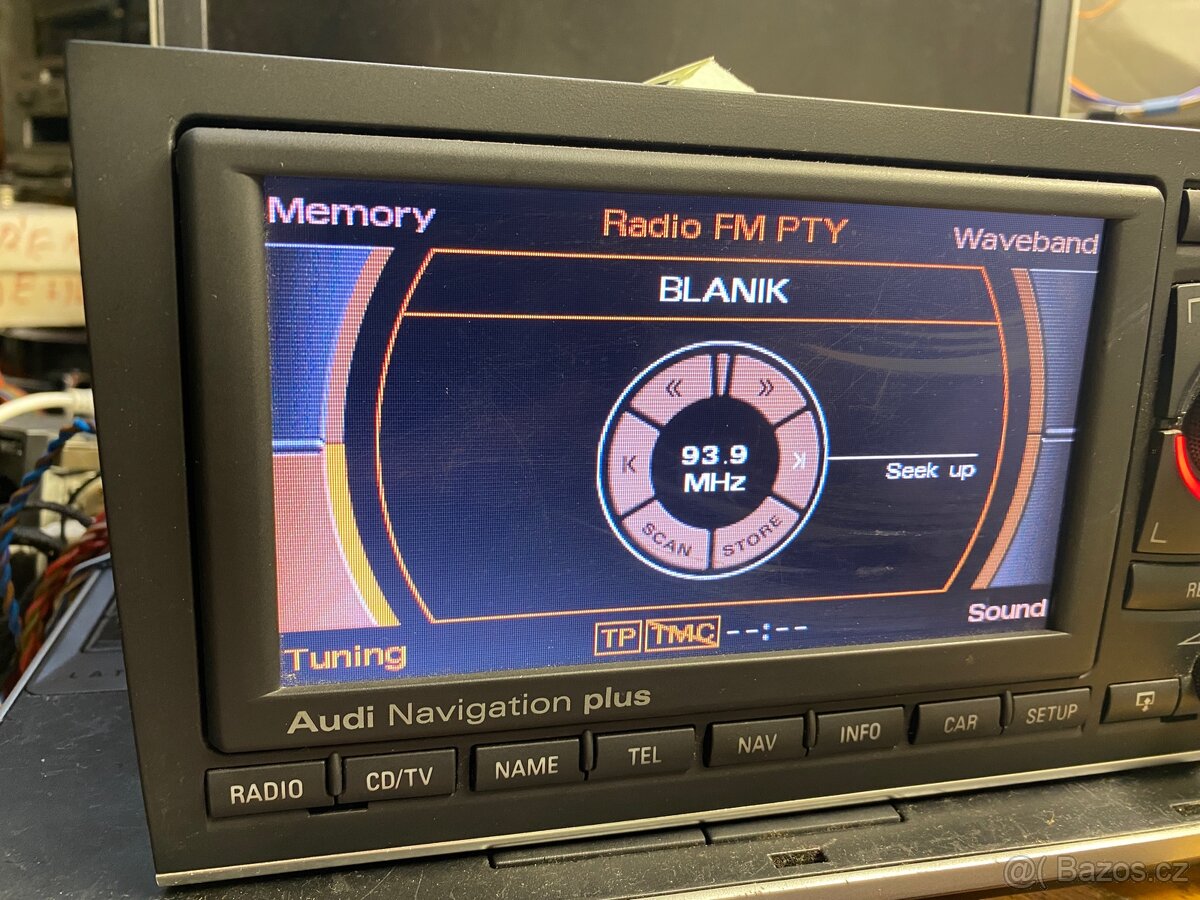 Memory
Radio FM PTY
Waveband
BLANIK
93.9
MHz
Seek up
SCAN
STORE
Sound
TP TMC --:--
Tuning
Audi Navigation plus
RADIO CD/TV NAME TEL NAV INFO CAR SETUP
@( Bazos.cz